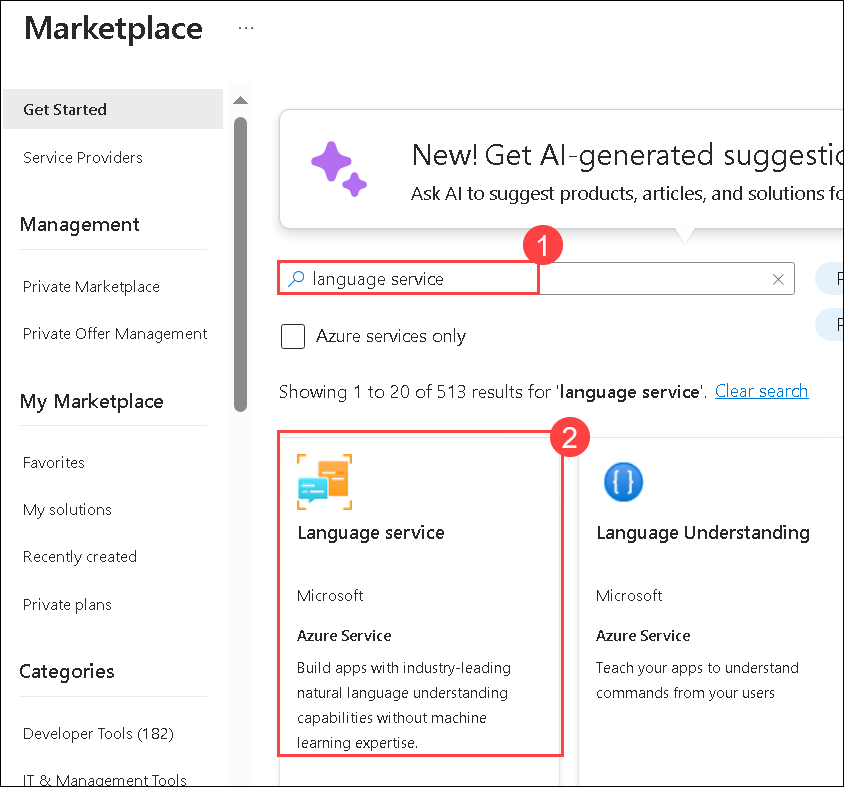 Marketplace ...
Get Started
Service Providers
Management
Private Marketplace
Private Offer Management
My Marketplace
Favorites
My solutions
Recently created
Private plans
Categories
Developer Tools (182)
IT & Management Tools
New! Get AI-generated suggestio
Ask AI to suggest products, articles, and solutions fo
1
language service
P
Azure services only
P
Showing 1 to 20 of 513 results for 'language service'. Clear search
2
Language service
Microsoft
Azure Service
Build apps with industry-leading
natural language understanding
capabilities without machine
learning expertise.
{ }
Language Understanding
Microsoft
Azure Service
Teach your apps to understand
commands from your users